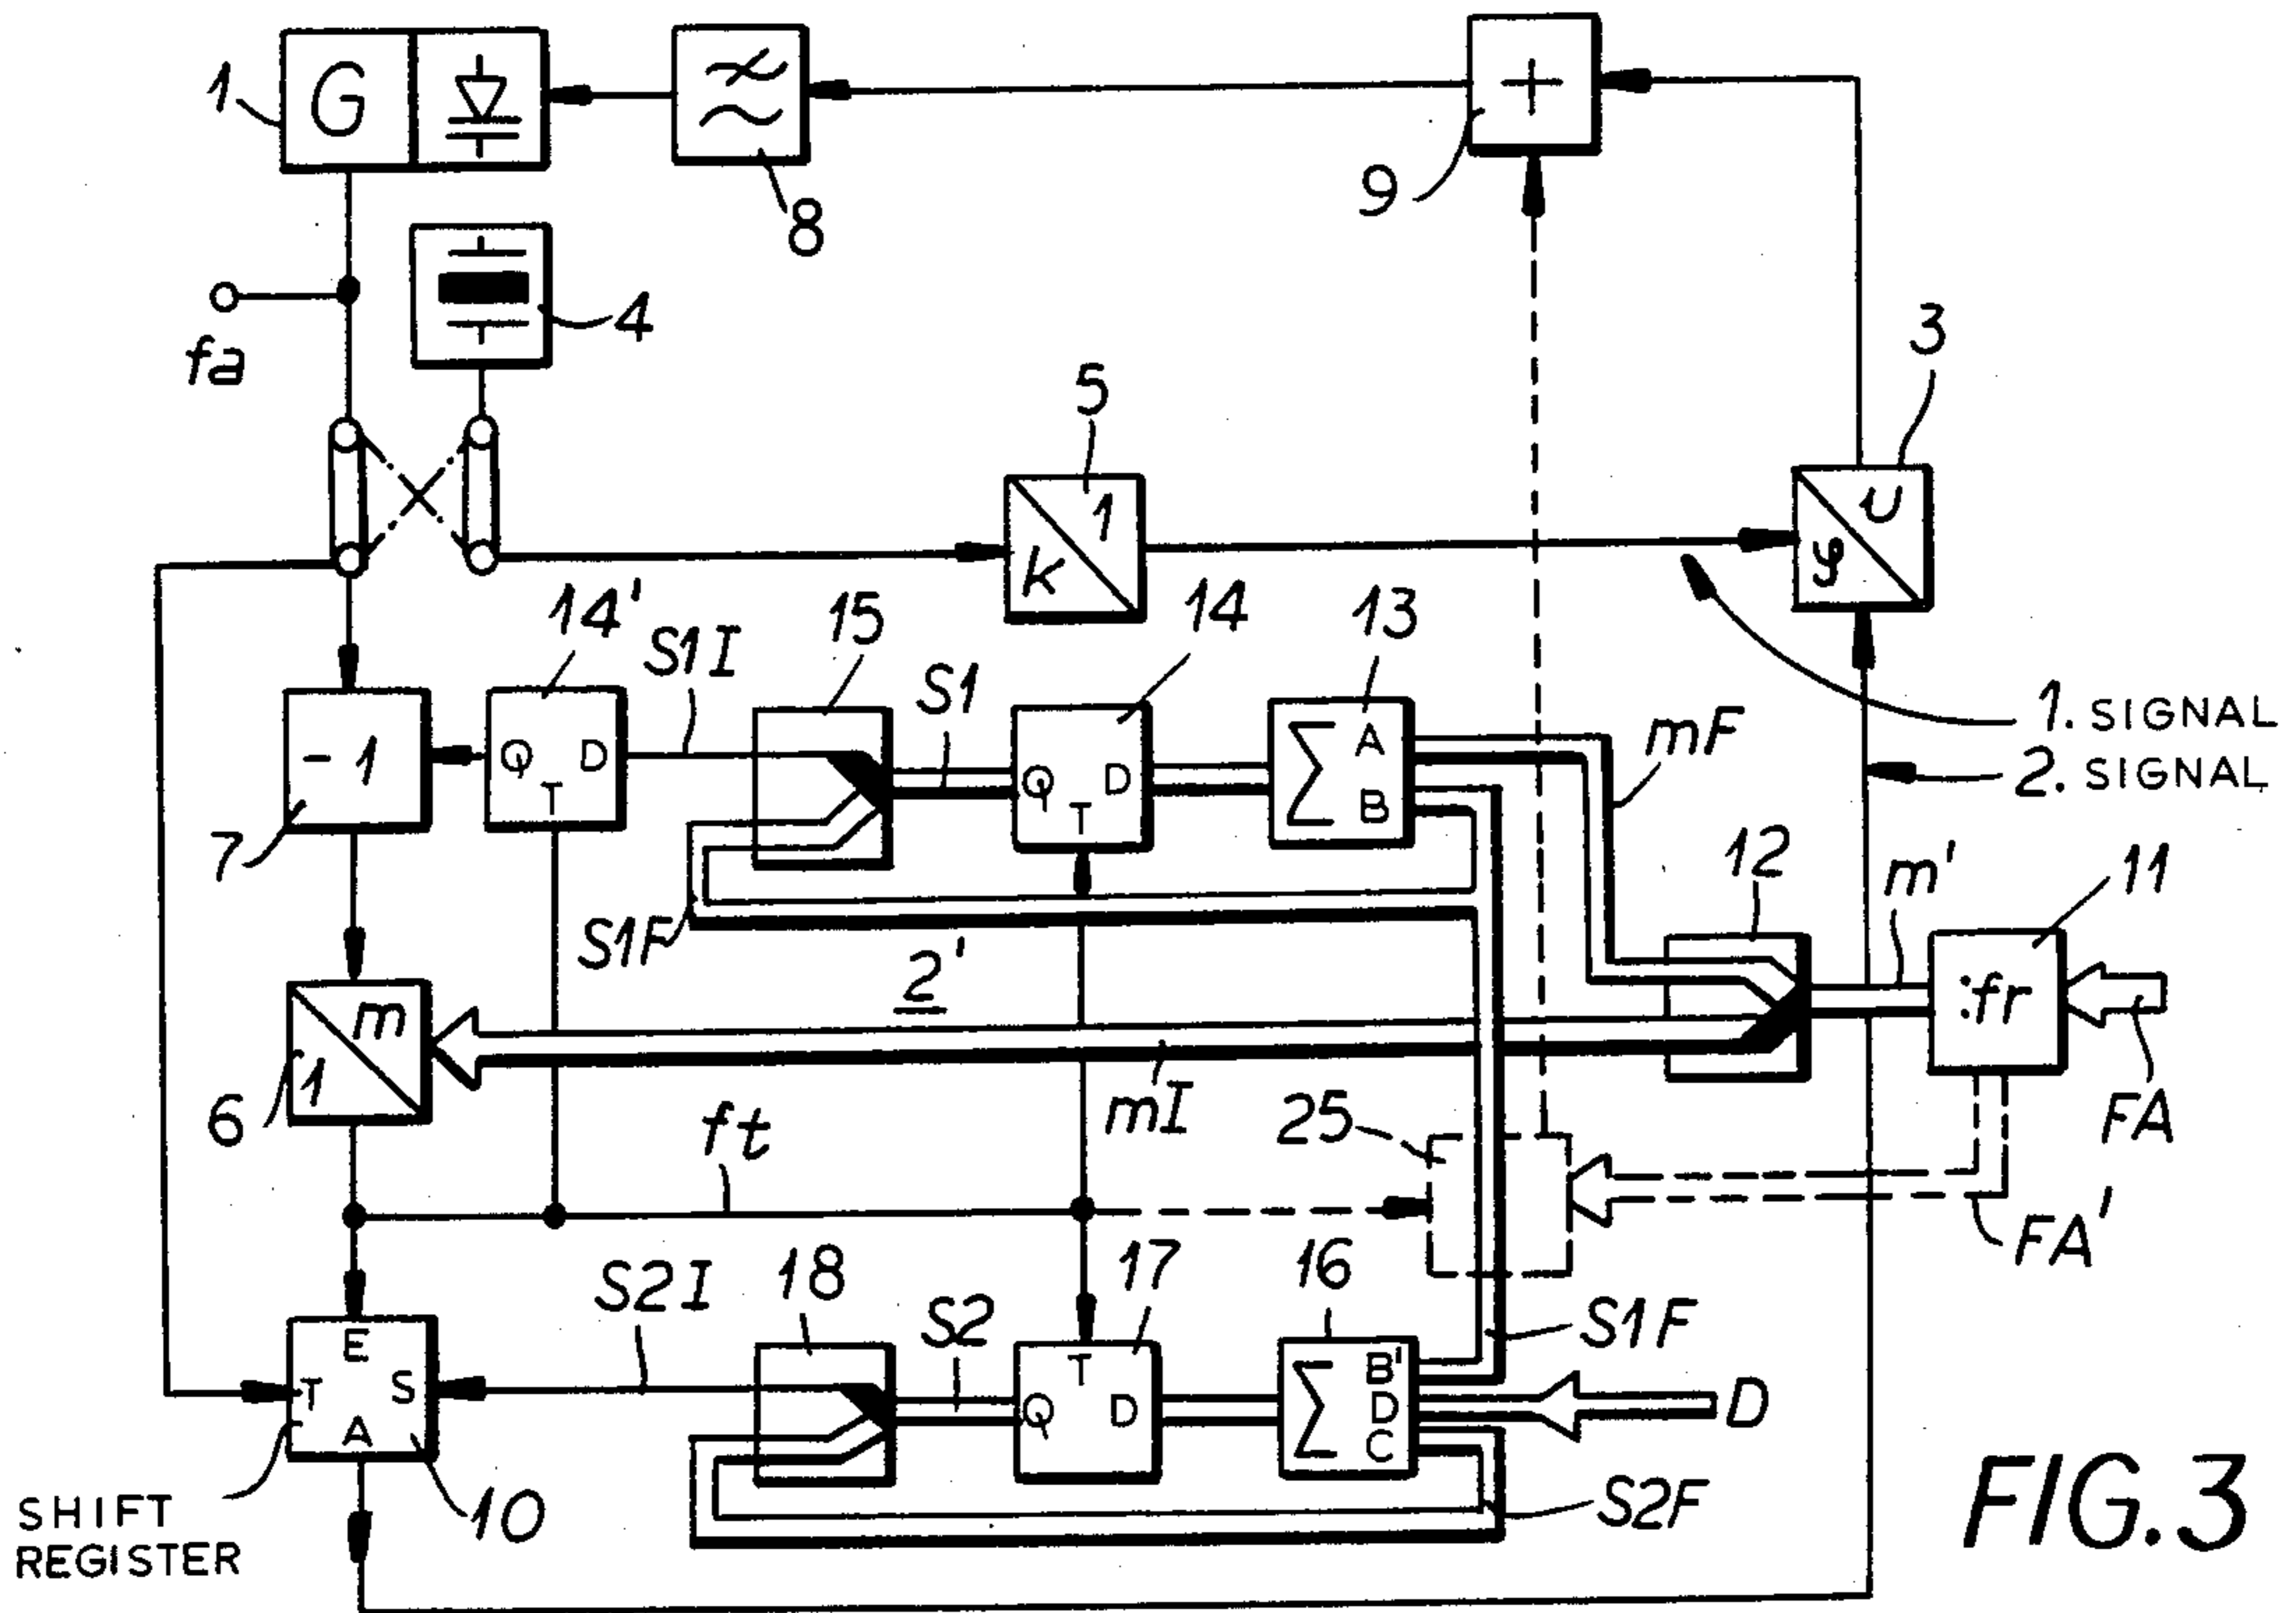 1
G
8
+
9
4
fa
3
5
1
k
U
φ
14'
S1I
15
S1
14
13
1. SIGNAL
2. SIGNAL
-1
Q D
T
Q D
T
Σ A
B
mF
7
12
m'
11
S1F
2'
:fr
m
1
6
mI
FA
25
ft
FA'
S2I
18
S2
17
16
S1F
E
T S
A
T
Q D
Σ B'
D
C
D
SHIFT
REGISTER
10
S2F
FIG.3